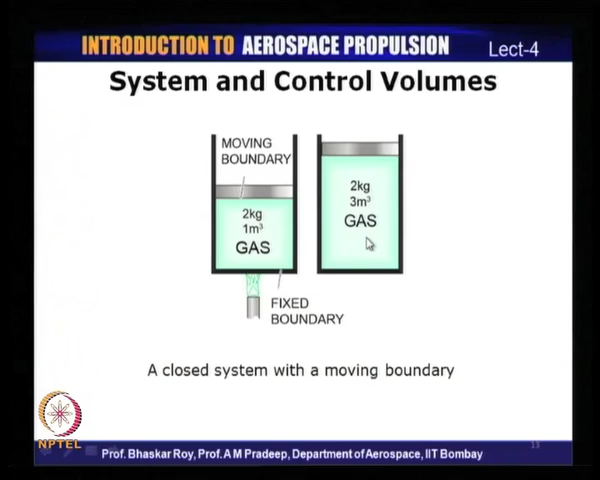 INTRODUCTION TO AEROSPACE PROPULSION
Lect-4
System and Control Volumes
MOVING
BOUNDARY
2kg
1m³
GAS
2kg
3m³
GAS
FIXED
BOUNDARY
A closed system with a moving boundary
NPTEL
13
Prof. Bhaskar Roy, Prof. A M Pradeep, Department of Aerospace, IIT Bombay